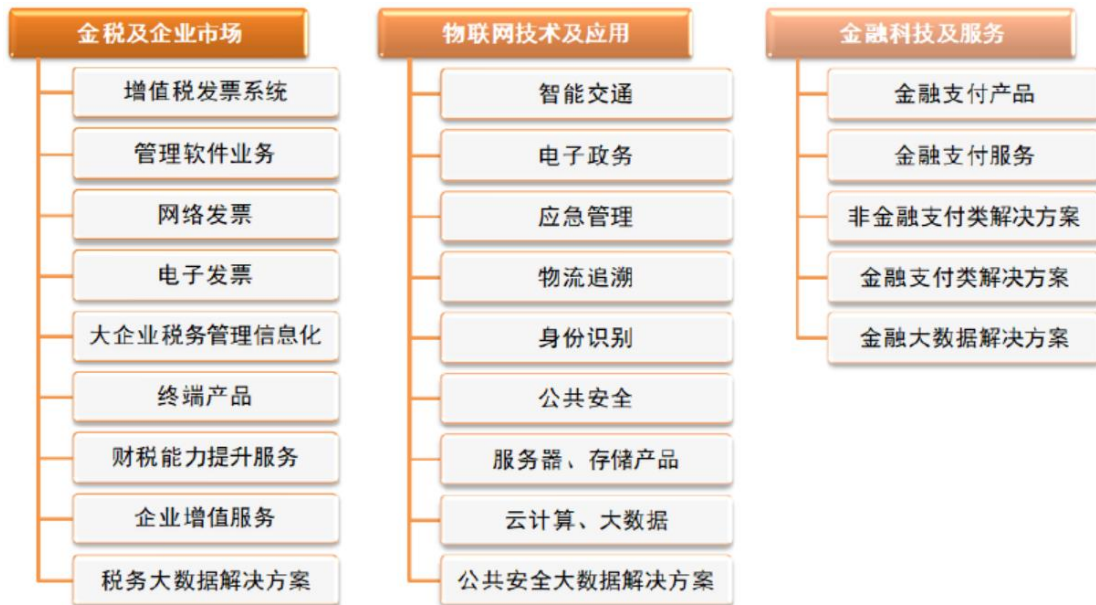 金税及企业市场
增值税发票系统
管理软件业务
网络发票
电子发票
大企业税务管理信息化
终端产品
财税能力提升服务
企业增值服务
税务大数据解决方案
物联网技术及应用
智能交通
电子政务
应急管理
物流追溯
身份识别
公共安全
服务器、存储产品
云计算、大数据
公共安全大数据解决方案
金融科技及服务
金融支付产品
金融支付服务
非金融支付类解决方案
金融支付类解决方案
金融大数据解决方案